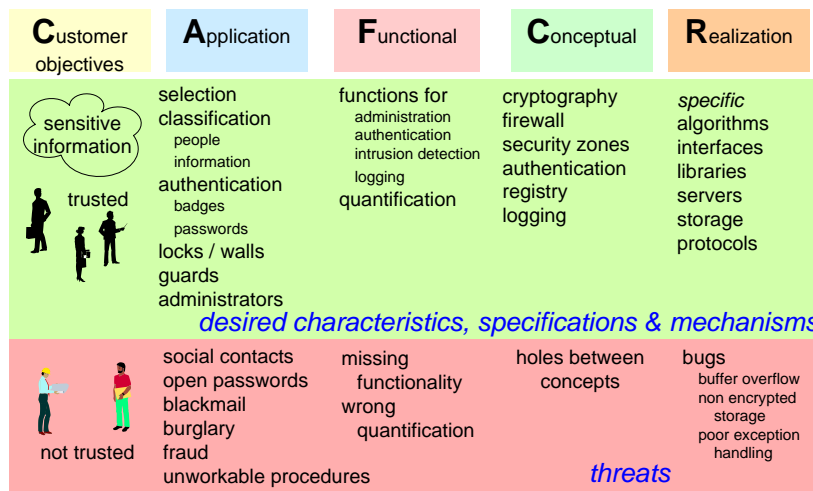 Customer
objectives
Application
Functional
Conceptual
Realization
sensitive
information
trusted
selection
classification
people
information
authentication
badges
passwords
locks / walls
guards
administrators
functions for
administration
authentication
intrusion detection
logging
quantification
cryptography
firewall
security zones
authentication
registry
logging
specific
algorithms
interfaces
libraries
servers
storage
protocols
desired characteristics, specifications & mechanisms
not trusted
social contacts
open passwords
blackmail
burglary
fraud
unworkable procedures
missing
functionality
wrong
quantification
holes between
concepts
bugs
buffer overflow
non encrypted
storage
poor exception
handling
threats